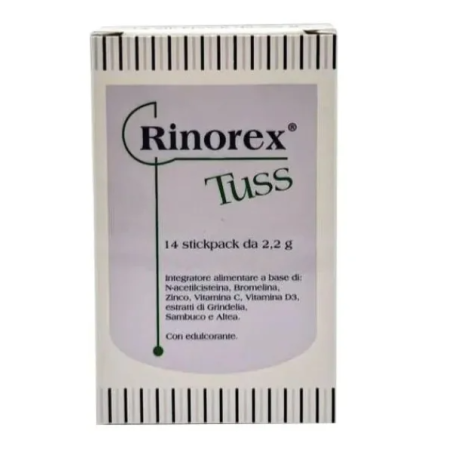 Rinorex®
Tuss
14 stickpack da 2,2 g
Integratore alimentare a base di:
N-acetilcisteina, Bromelina,
Zinco, Vitamina C, Vitamina D3,
estratti di Grindelia,
Sambuco e Altea.
Con edulcorante.